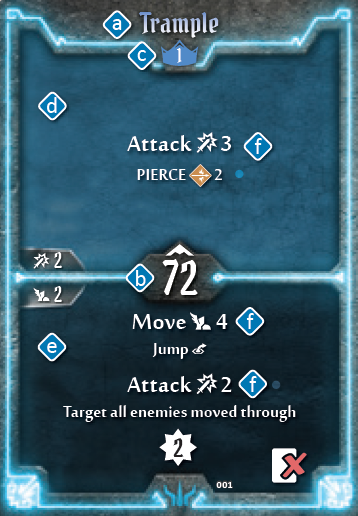 a Trample
c 1
d
Attack 3 f
PIERCE 2
2
b 72
2
Move 4 f
e Jump
Attack 2 f
Target all enemies moved through
2
001